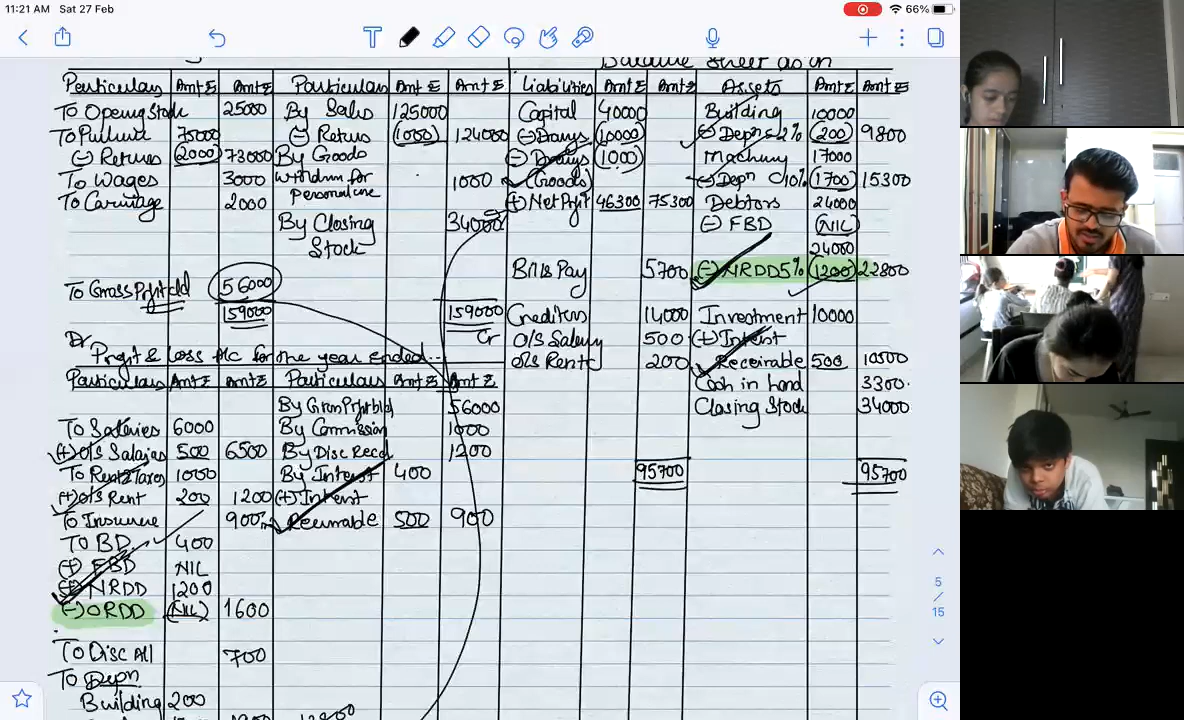 11:21 AM Sat 27 Feb
66%
Balance Sheet as on
Particulars Amt ₹ Amt ₹ Particulars Amt ₹ Amt ₹
To Opening Stock 25000 By Sales 125000
To Purchase 75000 (-) Returns (1000) 124000
(-) Returns (2000) 73000 By Goods
To Wages 3000 withdrawn for 1000
To Carriage 2000 personal use
By Closing 34000
Stock
To Gross Profit c/d 56000
159000 159000
Dr Cr
Profit & Loss A/c for the year ended...
Particulars Amt ₹ Amt ₹ Particulars Amt ₹ Amt ₹
By Gross Profit b/d 56000
To Salaries 6000 By Commission 1000
(+) O/S Salaries 500 6500 By Disc Recd 1200
To Rent & Taxes 1000 By Interest 400
(+) O/S Rent 200 1200 (+) Interest
To Insurance 900 Receivable 500 900
To BD 400
(+) FBD NIL
(+) NRDD 1200
(-) ORDD (NIL) 1600
To Disc All 700
To Depn
Building 200
Liabilities Amt ₹ Amt ₹ Assets Amt ₹ Amt ₹
Capital 40000 Building 10000
(-) Drawgs (10000) (-) Depn @ 2% (200) 9800
(-) Drawgs (1000) Machinery 17000
(Goods) (-) Depn @10% (1700) 15300
(+) Net Profit 46300 75300 Debtors 24000
(-) FBD (NIL)
24000
Bills Pay 5700 (-) NRDD 5% (1200) 22800
Creditors 14000 Investment 10000
O/S Salary 500 (+) Interest
O/S Rent 200 Receivable 500 10500
Cash in hand 3300
Closing Stock 34000
95700 95700
5
/
15